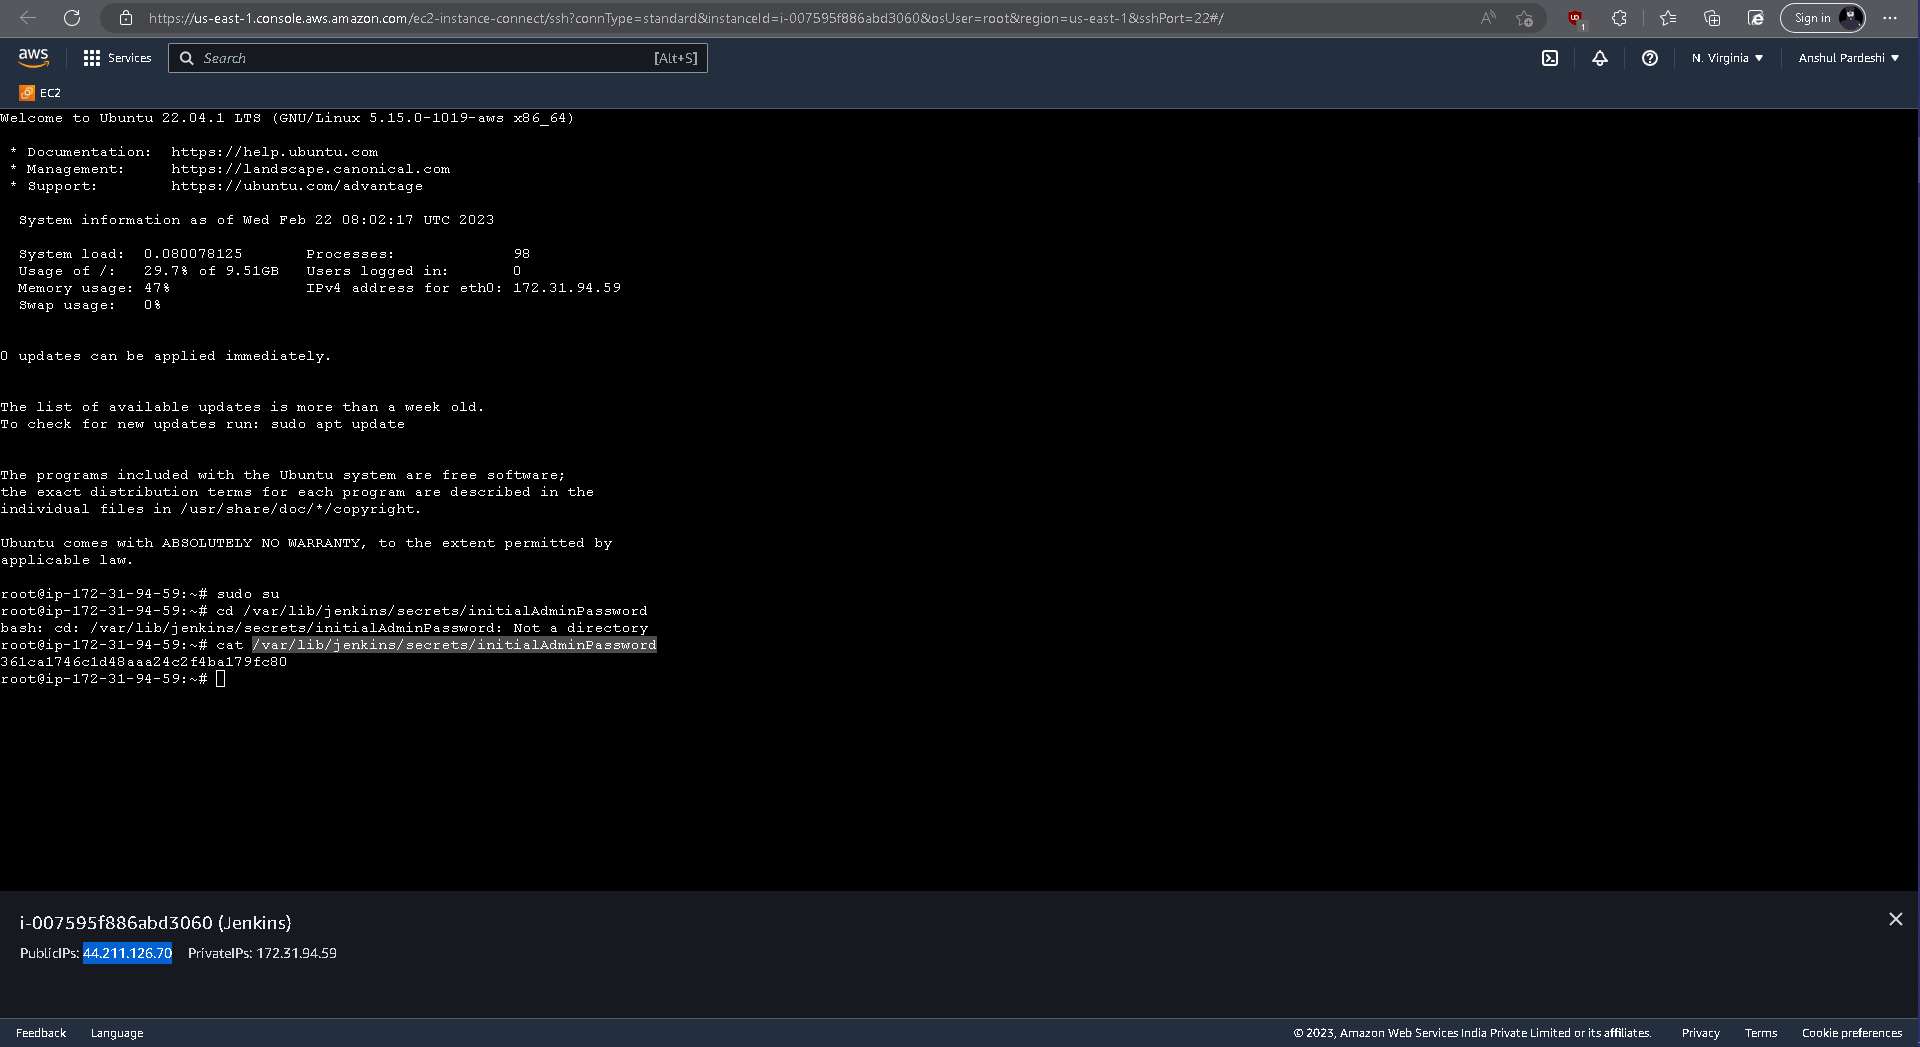 https://us-east-1.console.aws.amazon.com/ec2-instance-connect/ssh?connType=standard&instanceId=i-007595f886abd3060&osUser=root&region=us-east-1&sshPort=22#/
Sign in
aws
Services
Search
[Alt+S]
N. Virginia
Anshul Pardeshi
EC2
Welcome to Ubuntu 22.04.1 LTS (GNU/Linux 5.15.0-1019-aws x86_64)
* Documentation: https://help.ubuntu.com
* Management: https://landscape.canonical.com
* Support: https://ubuntu.com/advantage
System information as of Wed Feb 22 08:02:17 UTC 2023
System load: 0.080078125 Processes: 98
Usage of /: 29.7% of 9.51GB Users logged in: 0
Memory usage: 47% IPv4 address for eth0: 172.31.94.59
Swap usage: 0%
0 updates can be applied immediately.
The list of available updates is more than a week old.
To check for new updates run: sudo apt update
The programs included with the Ubuntu system are free software;
the exact distribution terms for each program are described in the
individual files in /usr/share/doc/*/copyright.
Ubuntu comes with ABSOLUTELY NO WARRANTY, to the extent permitted by
applicable law.
root@ip-172-31-94-59:~# sudo su
root@ip-172-31-94-59:~# cd /var/lib/jenkins/secrets/initialAdminPassword
bash: cd: /var/lib/jenkins/secrets/initialAdminPassword: Not a directory
root@ip-172-31-94-59:~# cat /var/lib/jenkins/secrets/initialAdminPassword
361ca1746c1d48aaa24c2f4ba179fc80
root@ip-172-31-94-59:~#
i-007595f886abd3060 (Jenkins)
PublicIPs: 44.211.126.70 PrivateIPs: 172.31.94.59
Feedback Language
© 2023, Amazon Web Services India Private Limited or its affiliates. Privacy Terms Cookie preferences